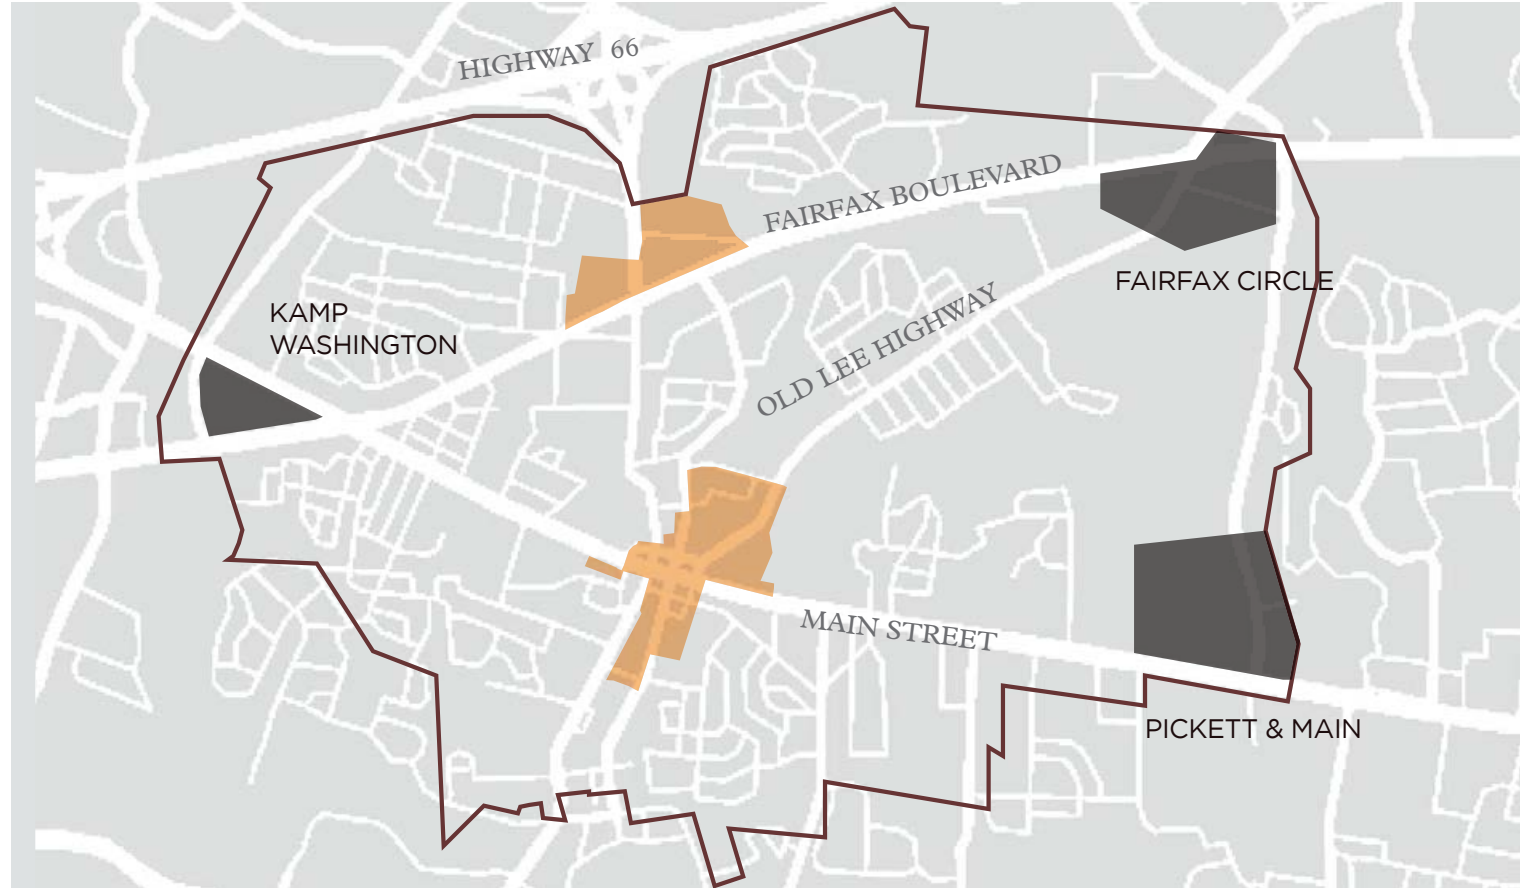 HIGHWAY 66
FAIRFAX BOULEVARD
FAIRFAX CIRCLE
KAMP
WASHINGTON
OLD LEE HIGHWAY
MAIN STREET
PICKETT & MAIN